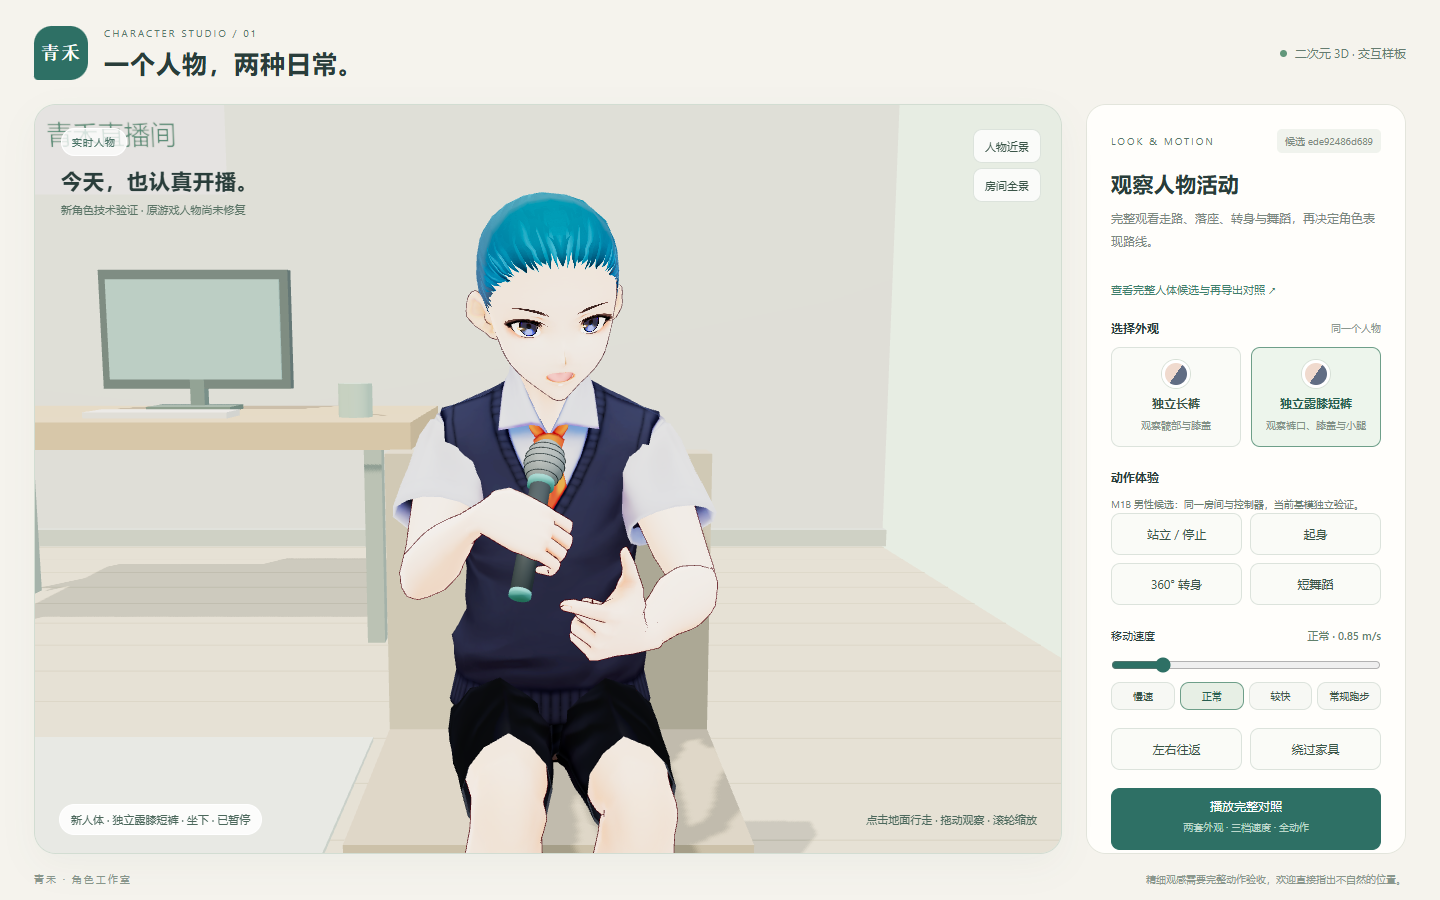 青禾
CHARACTER STUDIO / 01
一个人物，两种日常。
二次元 3D · 交互样板
青禾直播间
实时人物
今天，也认真开播。
新角色技术验证 · 原游戏人物尚未修复
人物近景
房间全景
新人体 · 独立露膝短裤 · 坐下 · 已暂停
点击地面行走 · 拖动观察 · 滚轮缩放
LOOK & MOTION
候选 ede92486d689
观察人物活动
完整观看走路、落座、转身与舞蹈，再决定角色表
现路线。
查看完整人体候选与再导出对照 ↗
选择外观
同一个人物
独立长裤
观察髋部与膝盖
独立露膝短裤
观察裤口、膝盖与小腿
动作体验
M1B 男性候选：同一房间与控制器，当前基模独立验证。
站立 / 停止
起身
360° 转身
短舞蹈
移动速度
正常 · 0.85 m/s
慢速
正常
较快
常规跑步
左右往返
绕过家具
播放完整对照
两套外观 · 三档速度 · 全动作
青禾 · 角色工作室
精细观感需要完整动作验收，欢迎直接指出不自然的位置。